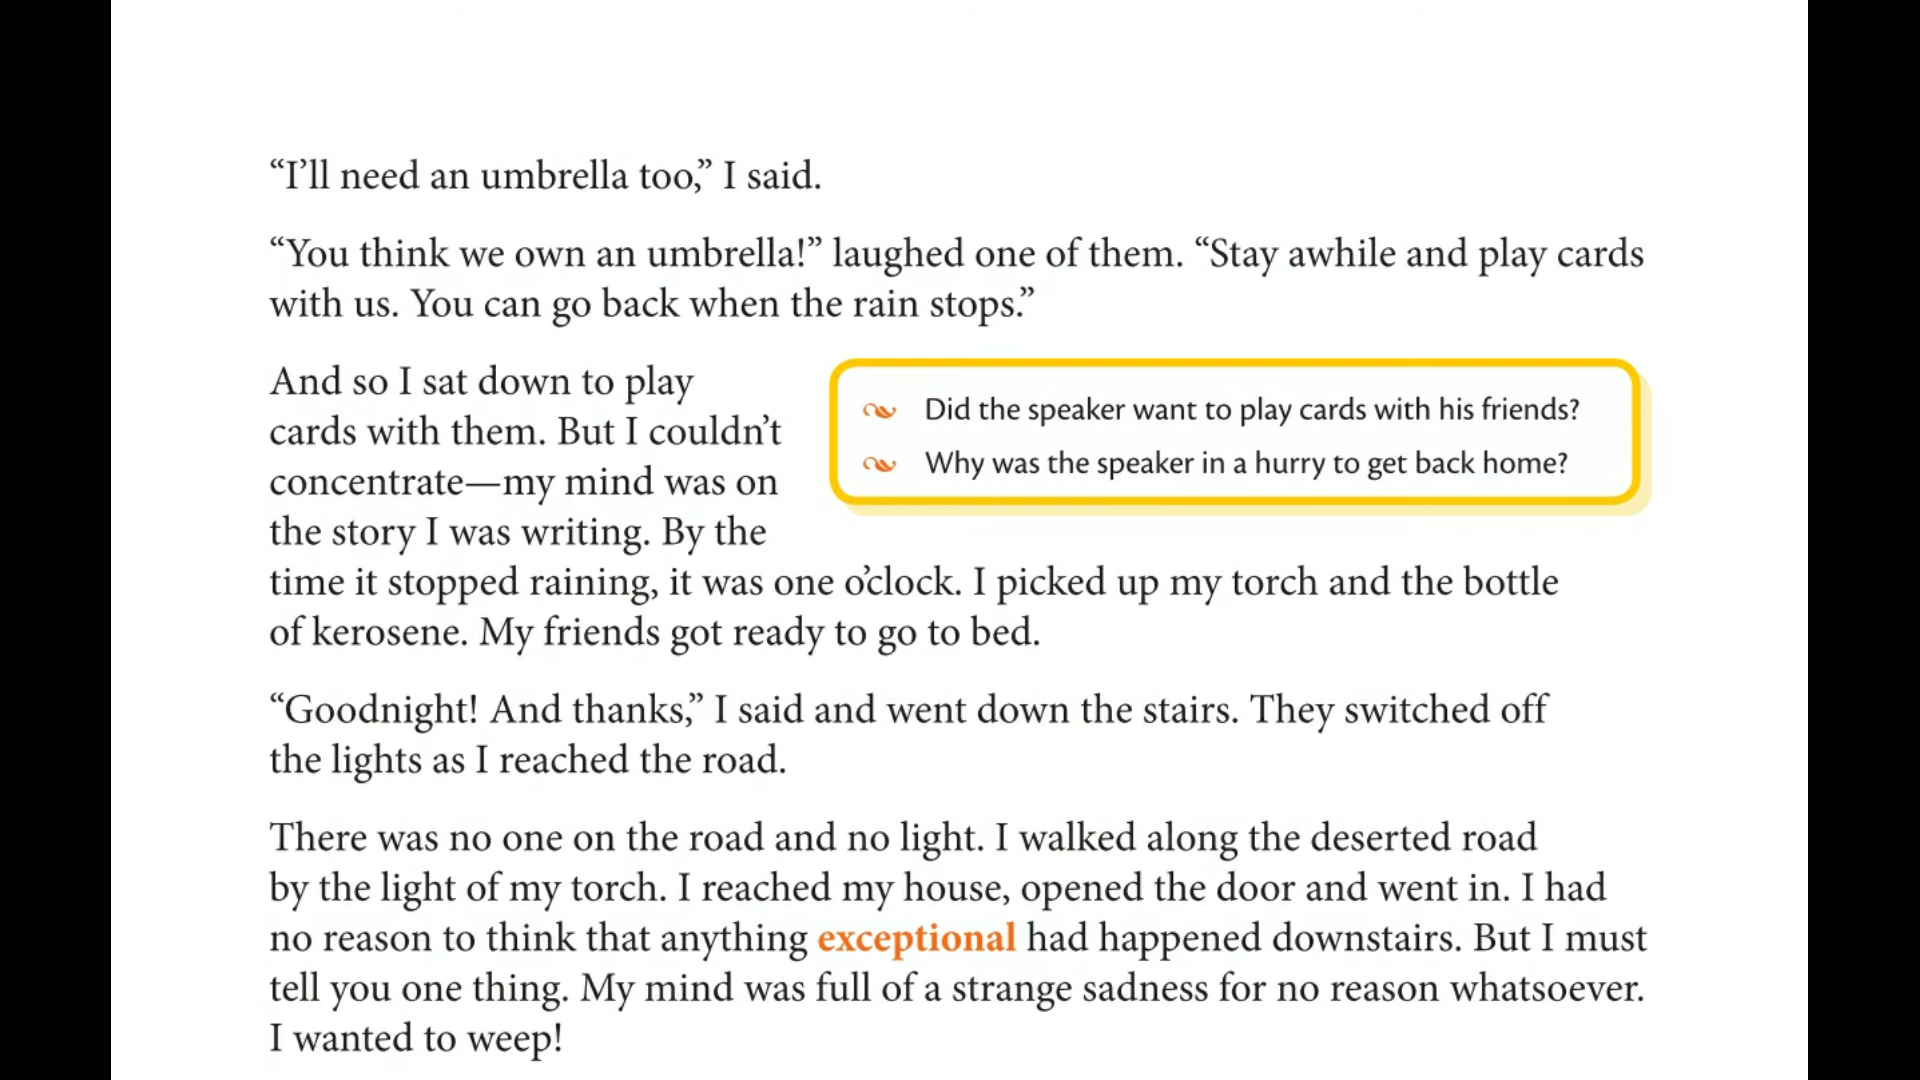 “I’ll need an umbrella too,” I said.
“You think we own an umbrella!” laughed one of them. “Stay awhile and play cards
with us. You can go back when the rain stops.”
And so I sat down to play
cards with them. But I couldn’t
concentrate—my mind was on
the story I was writing. By the
time it stopped raining, it was one o’clock. I picked up my torch and the bottle
of kerosene. My friends got ready to go to bed.
Did the speaker want to play cards with his friends?
Why was the speaker in a hurry to get back home?
“Goodnight! And thanks,” I said and went down the stairs. They switched off
the lights as I reached the road.
There was no one on the road and no light. I walked along the deserted road
by the light of my torch. I reached my house, opened the door and went in. I had
no reason to think that anything exceptional had happened downstairs. But I must
tell you one thing. My mind was full of a strange sadness for no reason whatsoever.
I wanted to weep!